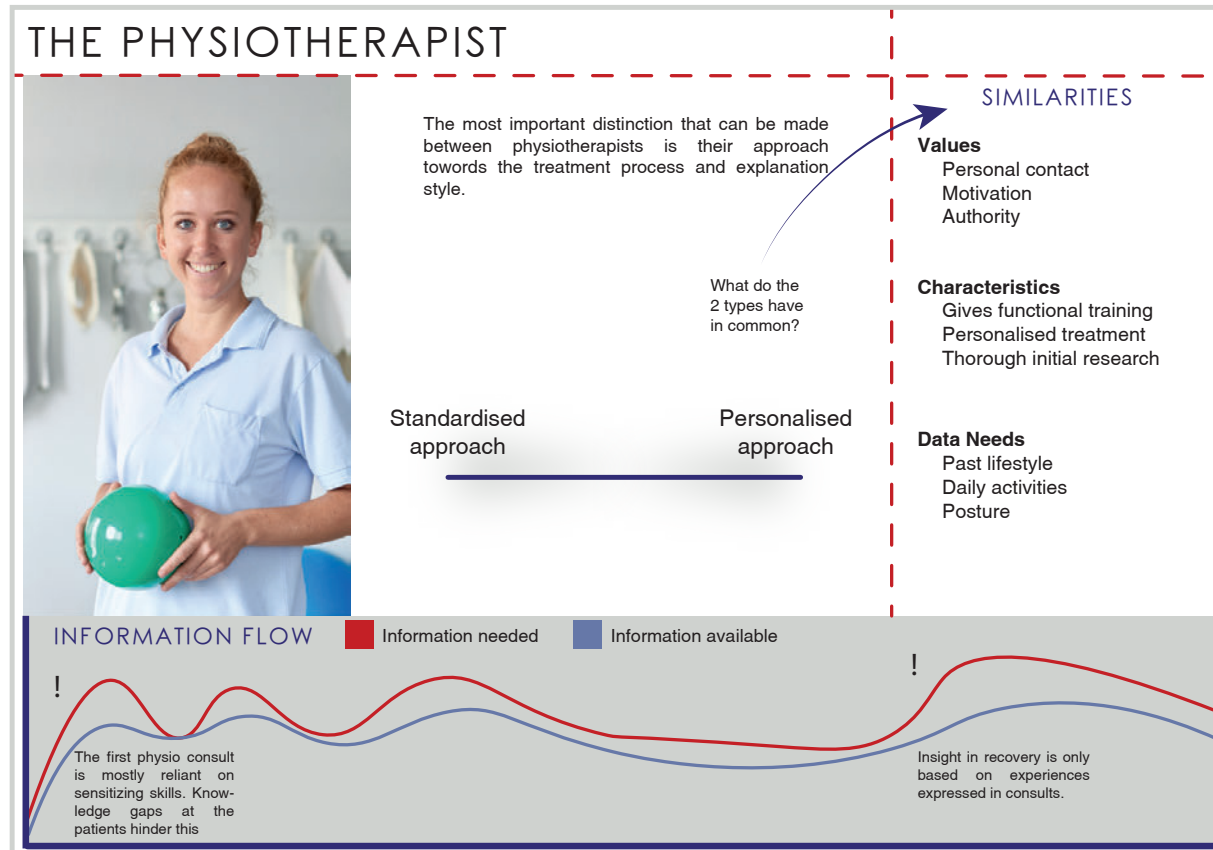 THE PHYSIOTHERAPIST
The most important distinction that can be made
between physiotherapists is their approach
towards the treatment process and explanation
style.
What do the
2 types have
in common?
Standardised
approach
Personalised
approach
SIMILARITIES
Values
Personal contact
Motivation
Authority
Characteristics
Gives functional training
Personalised treatment
Thorough initial research
Data Needs
Past lifestyle
Daily activities
Posture
INFORMATION FLOW
Information needed
Information available
!
The first physio consult
is mostly reliant on
sensitizing skills. Know-
ledge gaps at the
patients hinder this
!
Insight in recovery is only
based on experiences
expressed in consults.